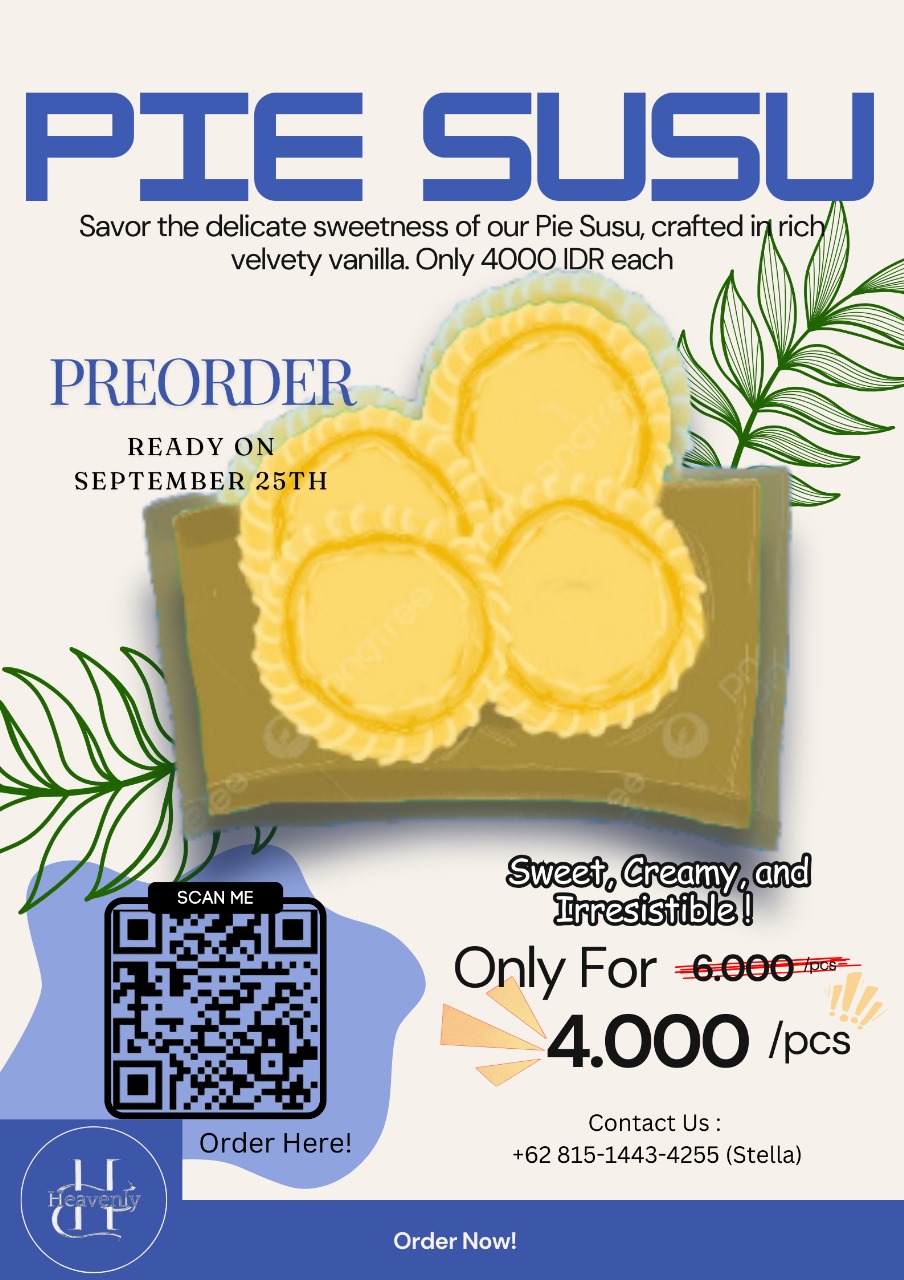 PIE SUSU
Savor the delicate sweetness of our Pie Susu, crafted in rich
velvety vanilla. Only 4000 IDR each
PREORDER
READY ON
SEPTEMBER 25TH
pngtree
pngtree
Sweet, Creamy, and
Irresistible !
Only For 6.000 /pcs
4.000 /pcs
SCAN ME
Order Here!
Contact Us :
+62 815-1443-4255 (Stella)
H
Heavenly
Order Now!